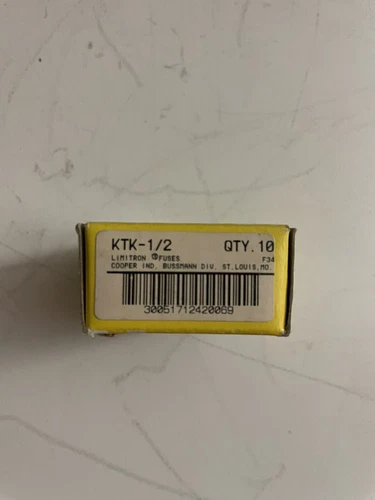 KTK-1/2 QTY.10
LIMITRON ® FUSES F34
COOPER IND. BUSSMANN DIV. ST.LOUIS,MO.
30051712420069